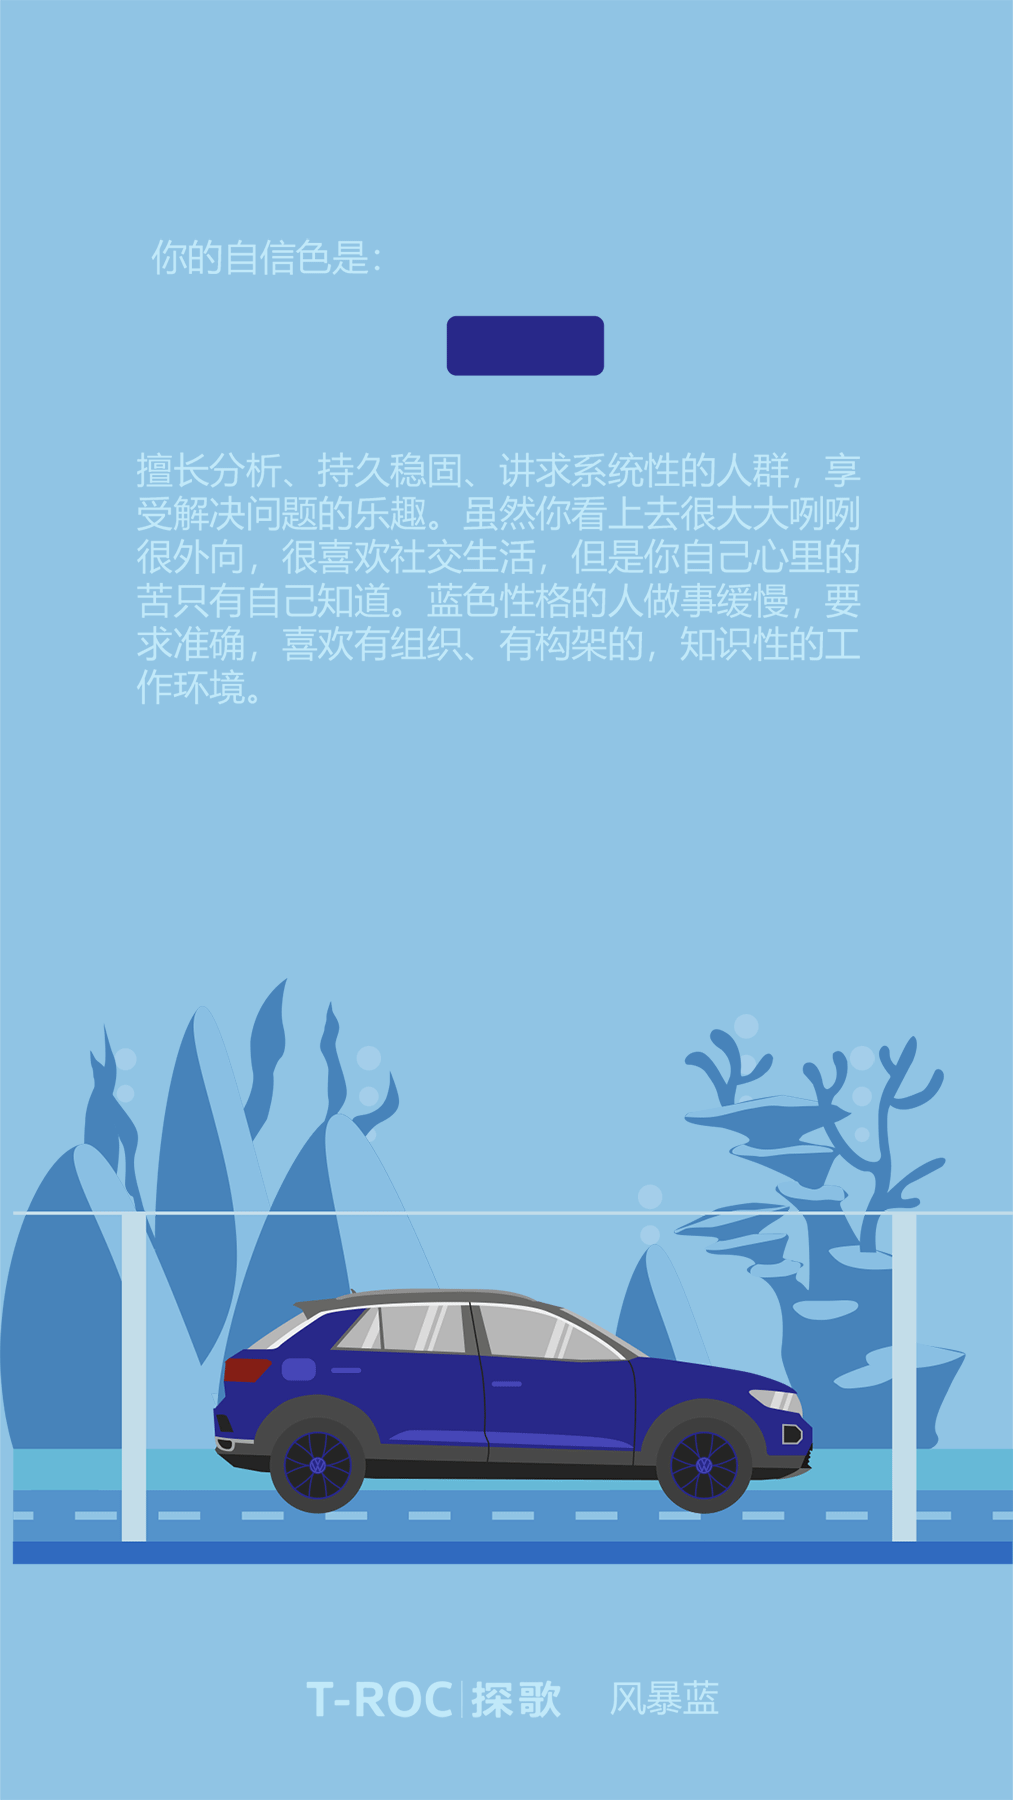 你的自信色是：
擅长分析、持久稳固、讲求系统性的人群，享
受解决问题的乐趣。虽然你看上去很大大咧咧
很外向，很喜欢社交生活，但是你自己心里的
苦只有自己知道。蓝色性格的人做事缓慢，要
求准确，喜欢有组织、有构架的，知识性的工
作环境。
T-ROC|探歌 风暴蓝